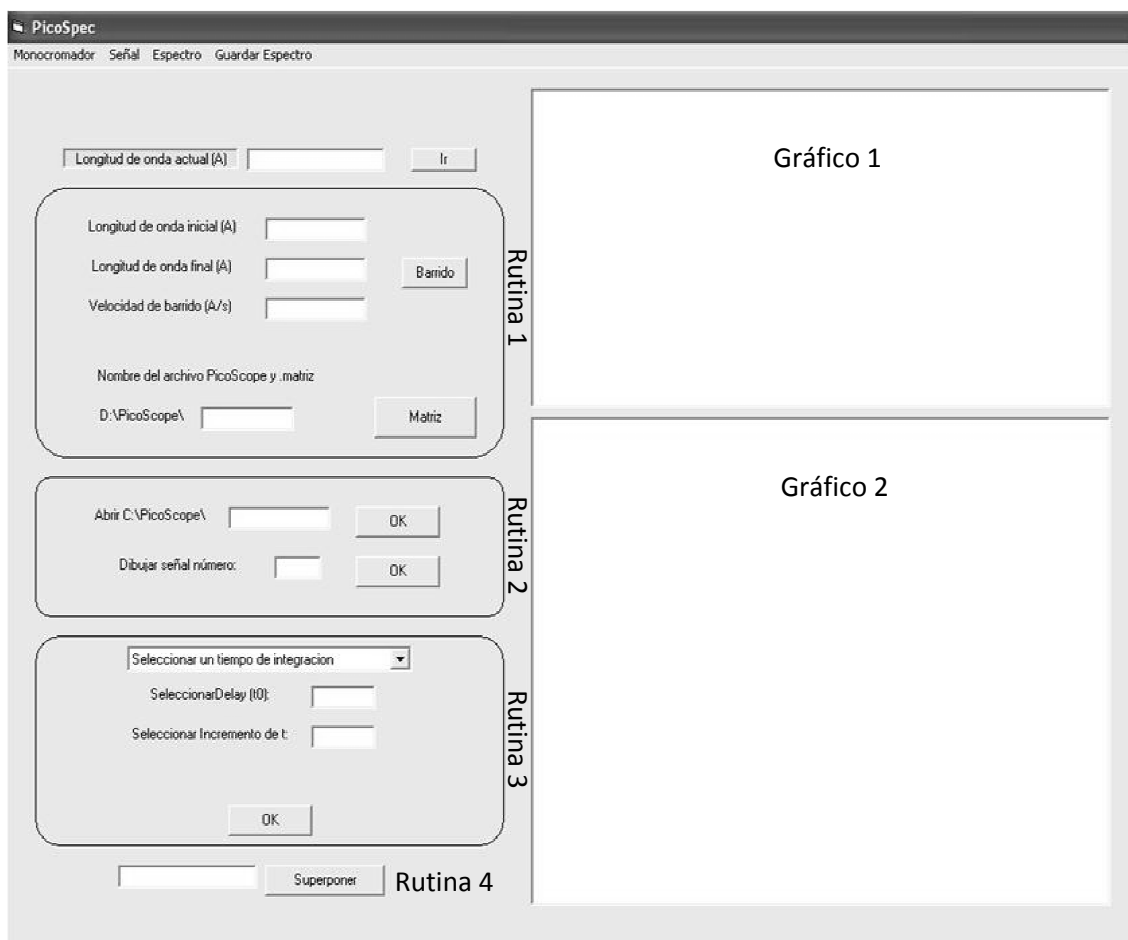 PicoSpec
Monocromador Señal Espectro Guardar Espectro
Longitud de onda actual (A) Ir
Longitud de onda inicial (A)
Longitud de onda final (A) Barrido
Velocidad de barrido (A/s)
Nombre del archivo PicoScope y .matriz
D:\PicoScope\ Matriz
Rutina 1
Abrir C:\PicoScope\ OK
Dibujar señal número: OK
Rutina 2
Seleccionar un tiempo de integracion
SeleccionarDelay (t0):
Seleccionar Incremento de t:
OK
Rutina 3
Superponer Rutina 4
Gráfico 1
Gráfico 2